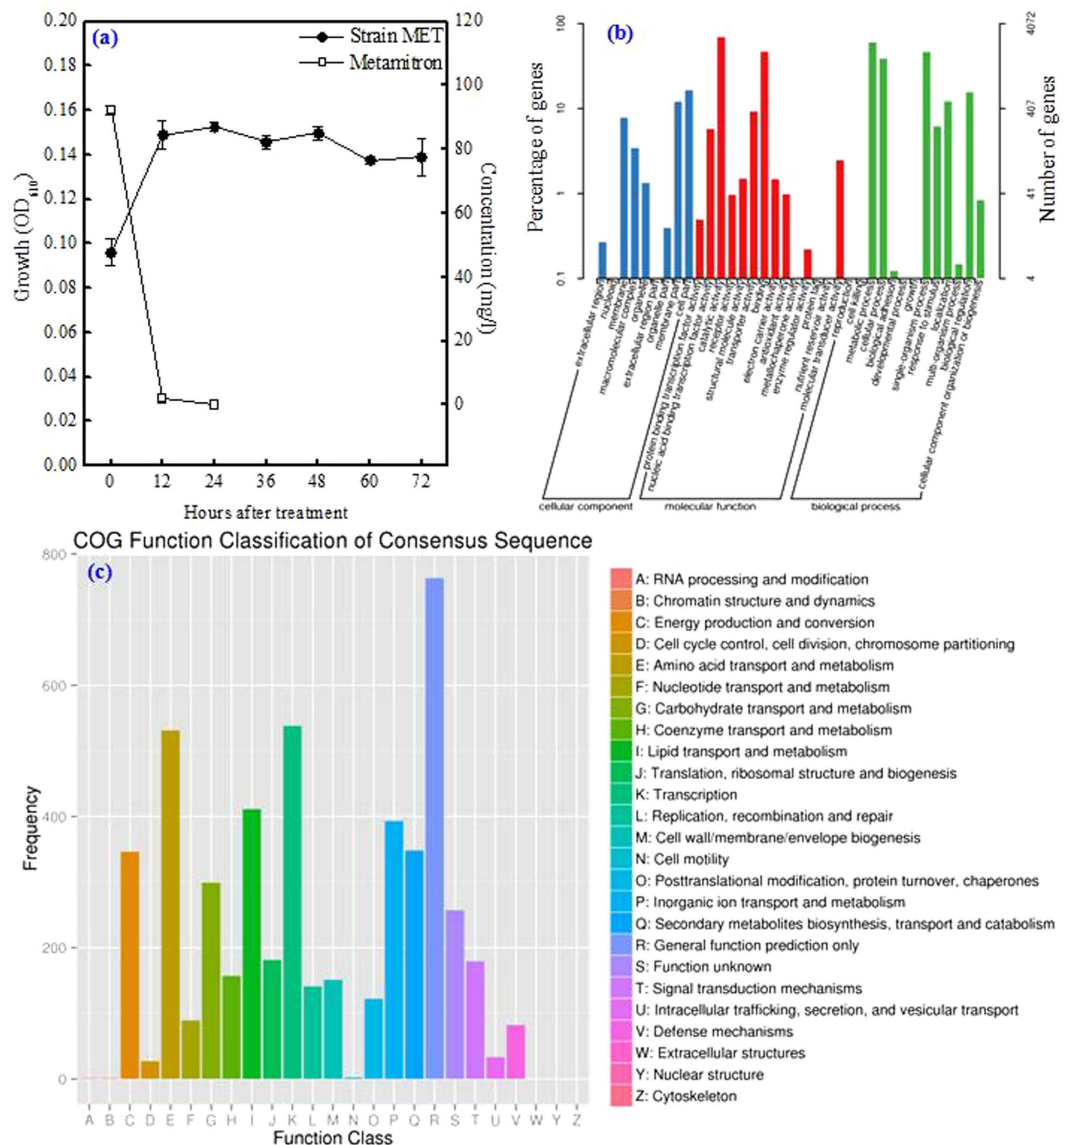 (a)
Strain MET
Metamitron
0.20
0.18
0.16
0.14
0.12
0.10
0.08
0.06
0.04
0.02
0.00
Growth (OD610)
120
100
80
60
40
20
0
Concentration (mg/l)
0 12 24 36 48 60 72
Hours after treatment
(b)
Percentage of genes
100
10
1
0.1
Number of genes
4072
407
41
4
extracellular region
nucleoid
membrane
macromolecular complex
organelle
extracellular region part
organelle part
membrane part
cell part
protein binding transcription factor activity
nucleic acid binding transcription factor activity
catalytic activity
receptor activity
structural molecule activity
transporter activity
binding
electron carrier activity
antioxidant activity
metallochaperone activity
enzyme regulator activity
protein tag
nutrient reservoir activity
molecular transducer activity
reproduction
cell killing
metabolic process
cellular process
biological adhesion
developmental process
growth
single-organism process
response to stimulus
localization
multi-organism process
biological regulation
cellular component organization or biogenesis
cellular component
molecular function
biological process
COG Function Classification of Consensus Sequence
(c)
Frequency
800
600
400
200
0
A B C D E F G H I J K L M N O P Q R S T U V W Y Z
Function Class
A: RNA processing and modification
B: Chromatin structure and dynamics
C: Energy production and conversion
D: Cell cycle control, cell division, chromosome partitioning
E: Amino acid transport and metabolism
F: Nucleotide transport and metabolism
G: Carbohydrate transport and metabolism
H: Coenzyme transport and metabolism
I: Lipid transport and metabolism
J: Translation, ribosomal structure and biogenesis
K: Transcription
L: Replication, recombination and repair
M: Cell wall/membrane/envelope biogenesis
N: Cell motility
O: Posttranslational modification, protein turnover, chaperones
P: Inorganic ion transport and metabolism
Q: Secondary metabolites biosynthesis, transport and catabolism
R: General function prediction only
S: Function unknown
T: Signal transduction mechanisms
U: Intracellular trafficking, secretion, and vesicular transport
V: Defense mechanisms
W: Extracellular structures
Y: Nuclear structure
Z: Cytoskeleton